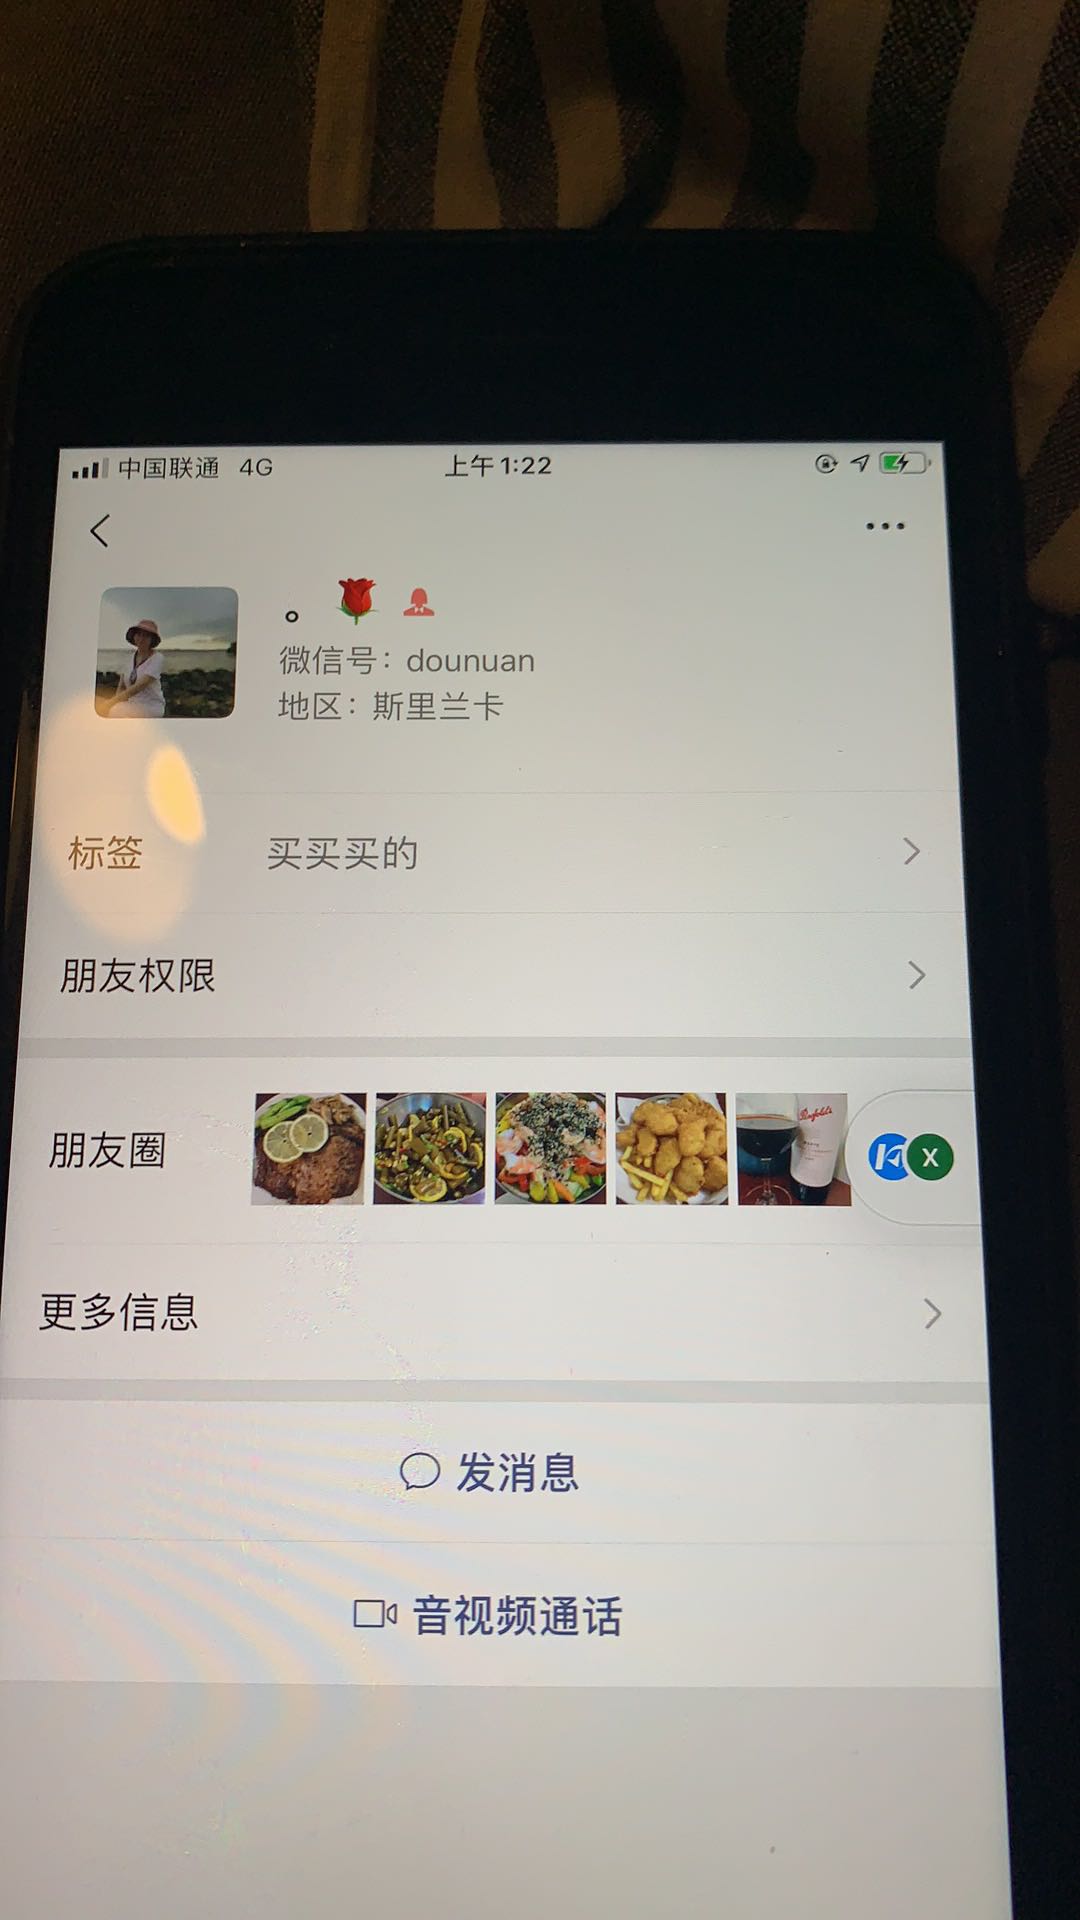 中国联通 4G 上午1:22
。🌹
微信号：dounuan
地区：斯里兰卡
标签 买买买的
朋友权限
朋友圈
Penfolds
X
更多信息
发消息
音视频通话